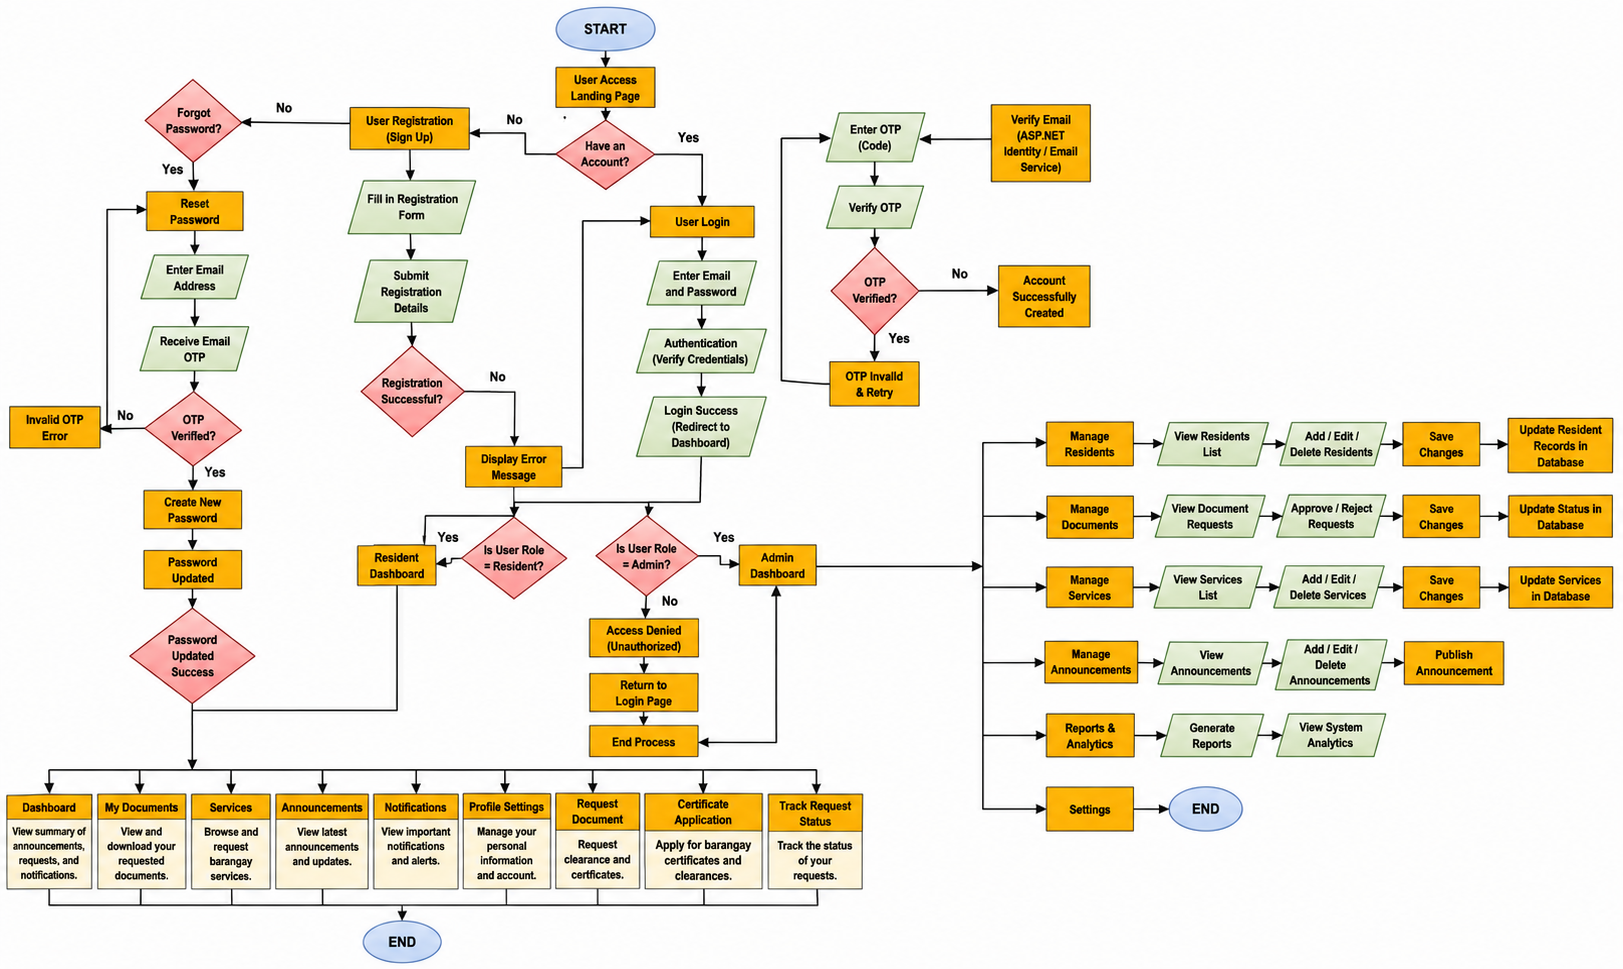 START
User Access
Landing Page
Have an
Account?
No
Yes
User Registration
(Sign Up)
No
Forgot
Password?
Yes
Reset
Password
Enter Email
Address
Receive Email
OTP
OTP
Verified?
No
Invalid OTP
Error
Yes
Create New
Password
Password
Updated
Password
Updated
Success
Fill in Registration
Form
Submit
Registration
Details
Registration
Successful?
No
Display Error
Message
User Login
Enter Email
and Password
Authentication
(Verify Credentials)
Login Success
(Redirect to
Dashboard)
Is User Role
= Resident?
Yes
Resident
Dashboard
Is User Role
= Admin?
Yes
Admin
Dashboard
No
Access Denied
(Unauthorized)
Return to
Login Page
End Process
Verify Email
(ASP.NET
Identity / Email
Service)
Enter OTP
(Code)
Verify OTP
OTP
Verified?
No
Account
Successfully
Created
Yes
OTP Invalld
& Retry
Manage
Residents
View Residents
List
Add / Edit /
Delete Residents
Save
Changes
Update Resident
Records in
Database
Manage
Documents
View Document
Requests
Approve / Reject
Requests
Save
Changes
Update Status in
Database
Manage
Services
View Services
List
Add / Edit /
Delete Services
Save
Changes
Update Services
in Database
Manage
Announcements
View
Announcements
Add / Edit /
Delete
Announcements
Publish
Announcement
Reports &
Analytics
Generate
Reports
View System
Analytics
Settings
END
Dashboard
View summary of
announcements,
requests, and
notifications.
My Documents
View and
download your
requested
documents.
Services
Browse and
request
barangay
services.
Announcements
View latest
announcements
and updates.
Notifications
View important
notifications
and alerts.
Profile Settings
Manage your
personal
information
and account.
Request
Document
Request
clearance and
certficates.
Certificate
Application
Apply for barangay
certificates and
clearances.
Track Request
Status
Track the status
of your
requests.
END